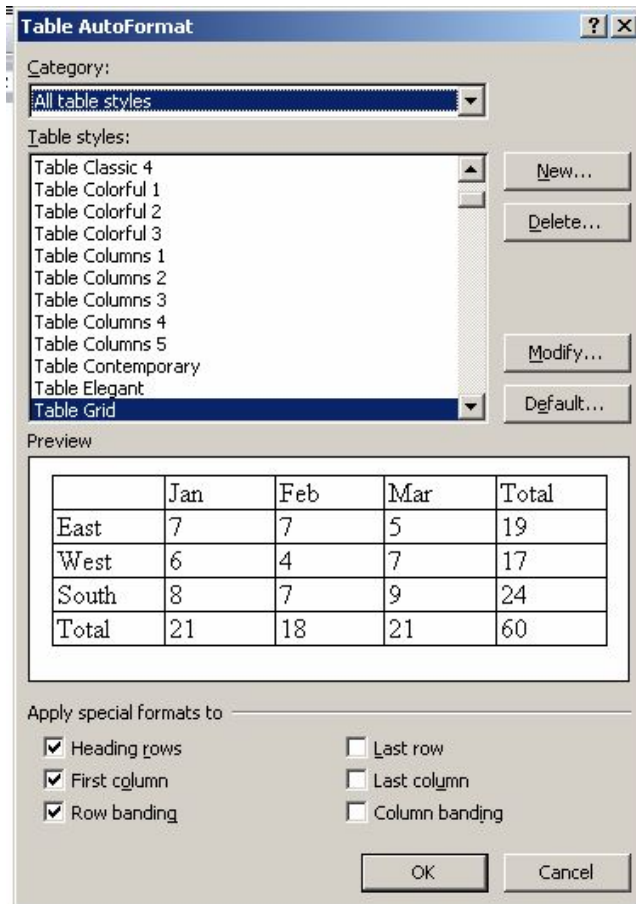 Table AutoFormat
Category:
All table styles
Table styles:
Table Classic 4
Table Colorful 1
Table Colorful 2
Table Colorful 3
Table Columns 1
Table Columns 2
Table Columns 3
Table Columns 4
Table Columns 5
Table Contemporary
Table Elegant
Table Grid
New...
Delete...
Modify...
Default...
Preview
Jan Feb Mar Total
East 7 7 5 19
West 6 4 7 17
South 8 7 9 24
Total 21 18 21 60
Apply special formats to
Heading rows Last row
First column Last column
Row banding Column banding
OK Cancel